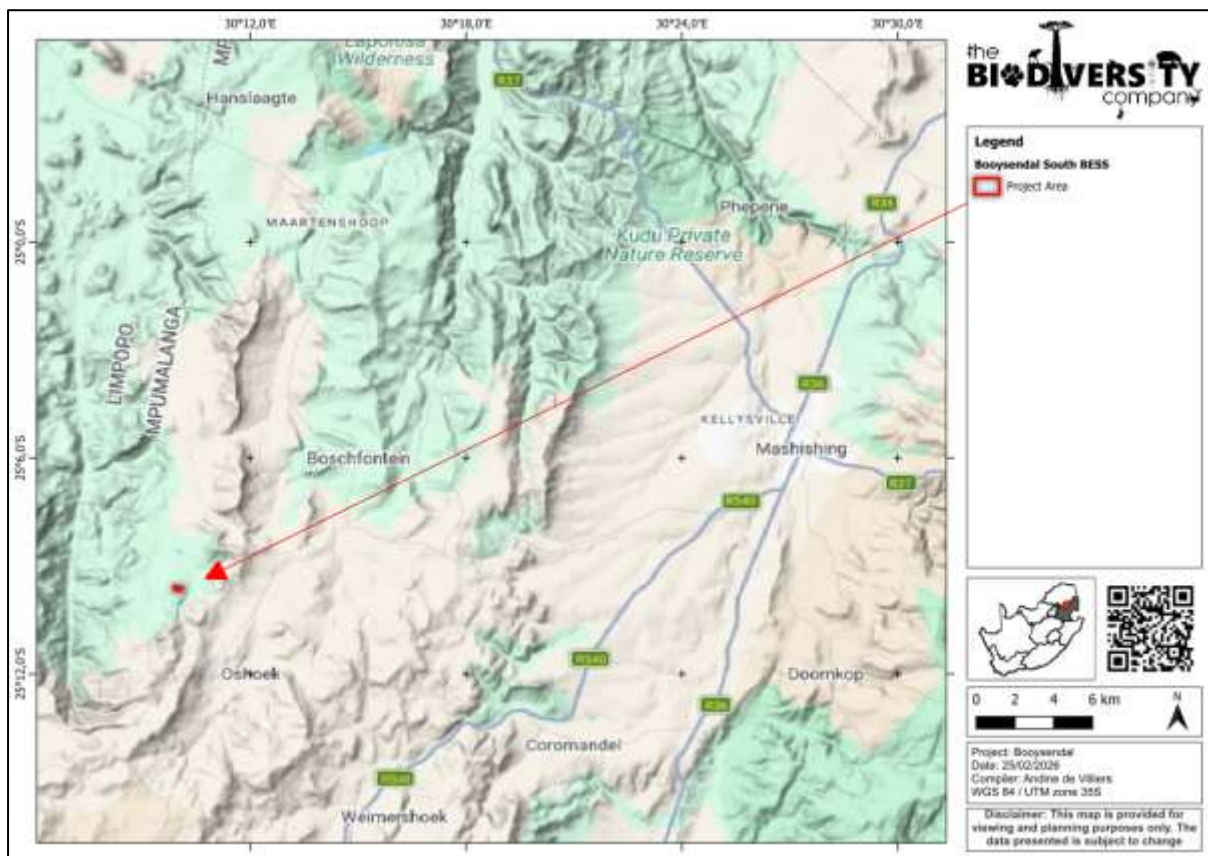 30°12,0'E 30°18,0'E 30°24,0'E 30°30,0'E
the
BIODIVERSITY
company
Wilderness
R37
Hanslaagte
Legend
Booysendal South BESS
Project Area
R36
MAARTENSHOOP
Phepene
Kudu Private
Nature Reserve
25°0,0'S
LIMPOPO
MPUMALANGA
R36
KELLYSVILLE
Mashishing
Boschfontein
25°6,0'S
R37
R540
Oshoek
25°12,0'S
R540
Doornkop
R36
Coromandel
R540
Weimershoek
0 2 4 6 km
N
Project: Booysendal
Date: 25/02/2026
Compiler: Andine de Villiers
WGS 84 / UTM zone 35S
Disclaimer: This map is provided for
viewing and planning purposes only. The
data presented is subject to change